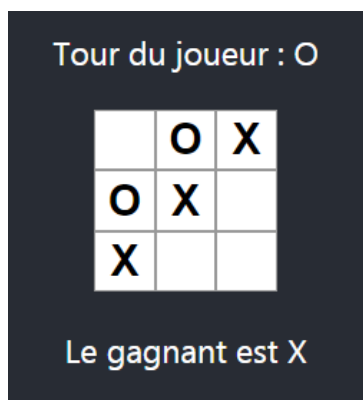 Tour du joueur : O
O X
O X
X
Le gagnant est X